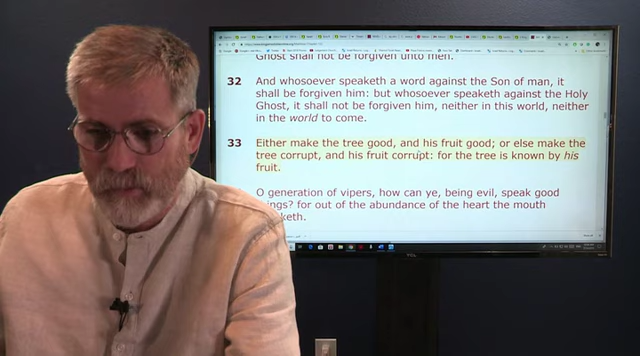 Ghost shall not be forgiven unto men.
32 And whosoever speaketh a word against the Son of man, it
shall be forgiven him: but whosoever speaketh against the Holy
Ghost, it shall not be forgiven him, neither in this world, neither
in the world to come.
33 Either make the tree good, and his fruit good; or else make the
tree corrupt, and his fruit corrupt: for the tree is known by his
fruit.
O generation of vipers, how can ye, being evil, speak good
ings? for out of the abundance of the heart the mouth
keth.
TCL